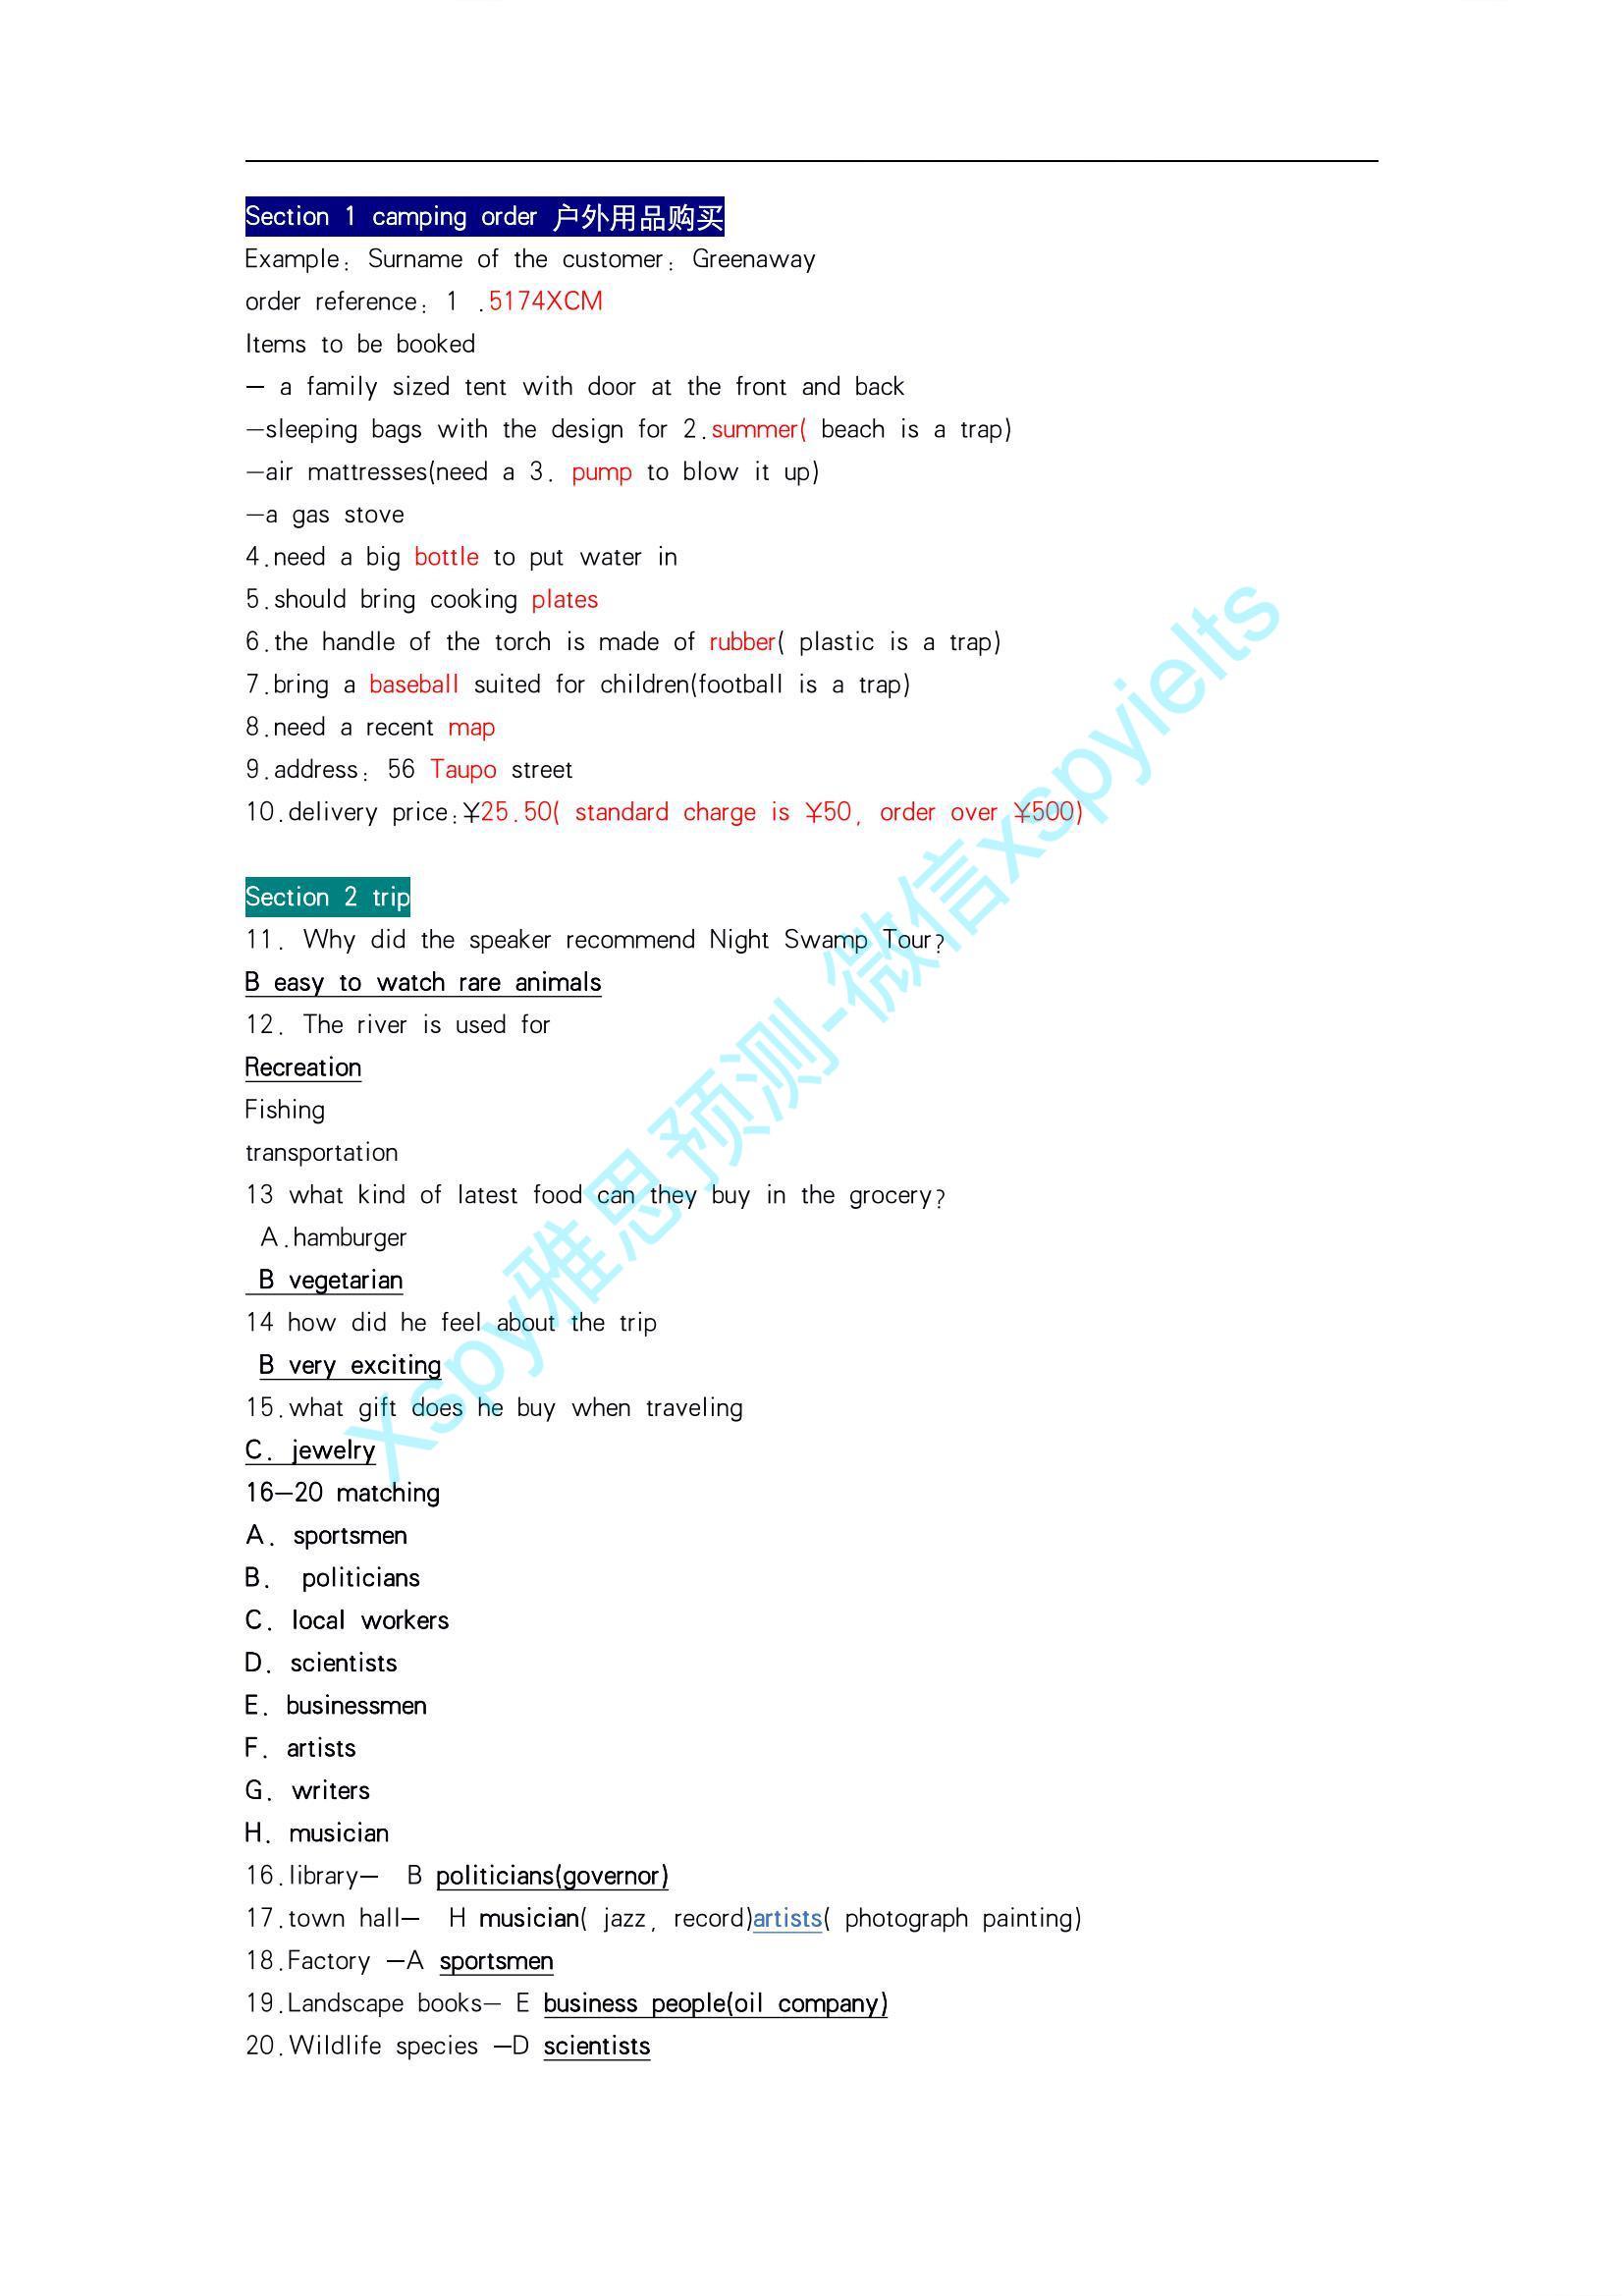 Section 1 camping order 户外用品购买
Example: Surname of the customer: Greenaway
order reference: 1 .5174XCM
Items to be booked
— a family sized tent with door at the front and back
—sleeping bags with the design for 2.summer( beach is a trap)
—air mattresses(need a 3. pump to blow it up)
—a gas stove
4.need a big bottle to put water in
5.should bring cooking plates
6.the handle of the torch is made of rubber( plastic is a trap)
7.bring a baseball suited for children(football is a trap)
8.need a recent map
9.address: 56 Taupo street
10.delivery price:¥25.50( standard charge is ¥50, order over ¥500)
Section 2 trip
11. Why did the speaker recommend Night Swamp Tour?
B easy to watch rare animals
12. The river is used for
Recreation
Fishing
transportation
13 what kind of latest food can they buy in the grocery?
A.hamburger
B vegetarian
14 how did he feel about the trip
B very exciting
15.what gift does he buy when traveling
C. jewelry
16—20 matching
A. sportsmen
B. politicians
C. local workers
D. scientists
E. businessmen
F. artists
G. writers
H. musician
16.library— B politicians(governor)
17.town hall— H musician( jazz, record)artists( photograph painting)
18.Factory —A sportsmen
19.Landscape books— E business people(oil company)
20.Wildlife species —D scientists
Xspy雅思预测-微信xspyielts